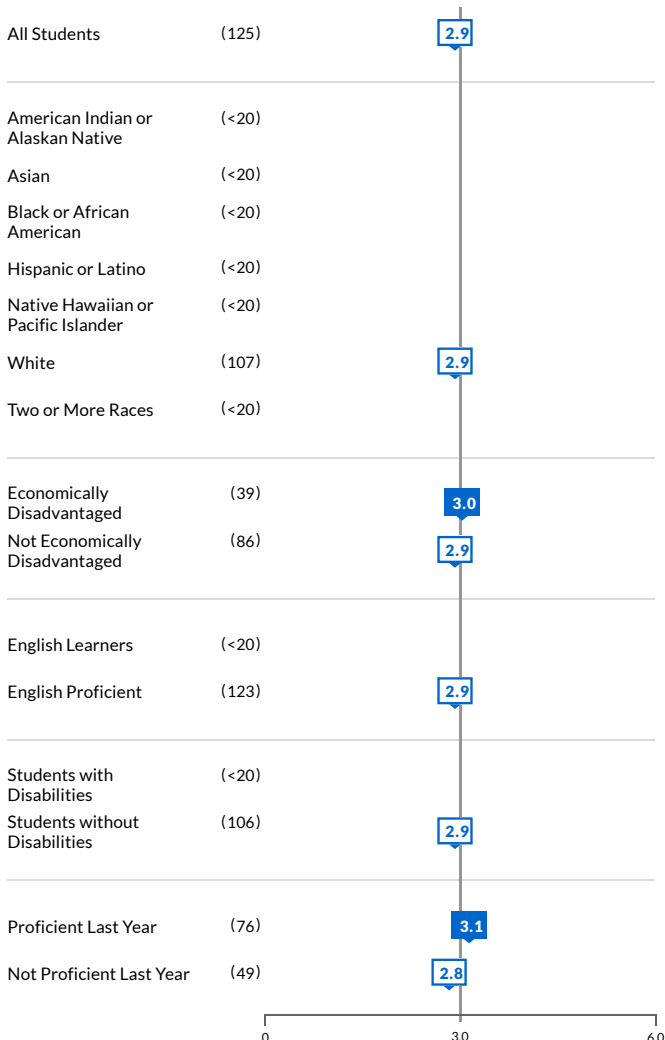 All Students (125) 2.9
American Indian or (<20)
Alaskan Native
Asian (<20)
Black or African (<20)
American
Hispanic or Latino (<20)
Native Hawaiian or (<20)
Pacific Islander
White (107) 2.9
Two or More Races (<20)
Economically (39) 3.0
Disadvantaged
Not Economically (86) 2.9
Disadvantaged
English Learners (<20)
English Proficient (123) 2.9
Students with (<20)
Disabilities
Students without (106) 2.9
Disabilities
Proficient Last Year (76) 3.1
Not Proficient Last Year (49) 2.8
0 3.0 6.0